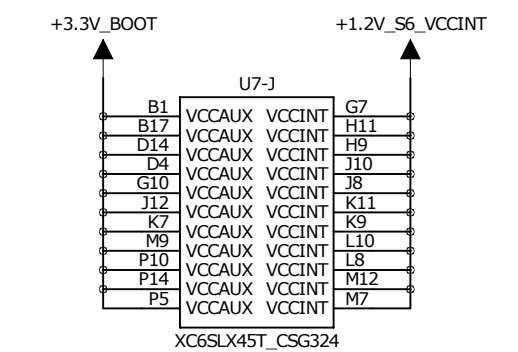 +3.3V_BOOT +1.2V_S6_VCCINT
U7-J
B1 VCCAUX VCCINT G7
B17 VCCAUX VCCINT H11
D14 VCCAUX VCCINT H9
D4 VCCAUX VCCINT J10
G10 VCCAUX VCCINT J8
J12 VCCAUX VCCINT K11
K7 VCCAUX VCCINT K9
M9 VCCAUX VCCINT L10
P10 VCCAUX VCCINT L8
P14 VCCAUX VCCINT M12
P5 VCCAUX VCCINT M7
XC6SLX45T_CSG324